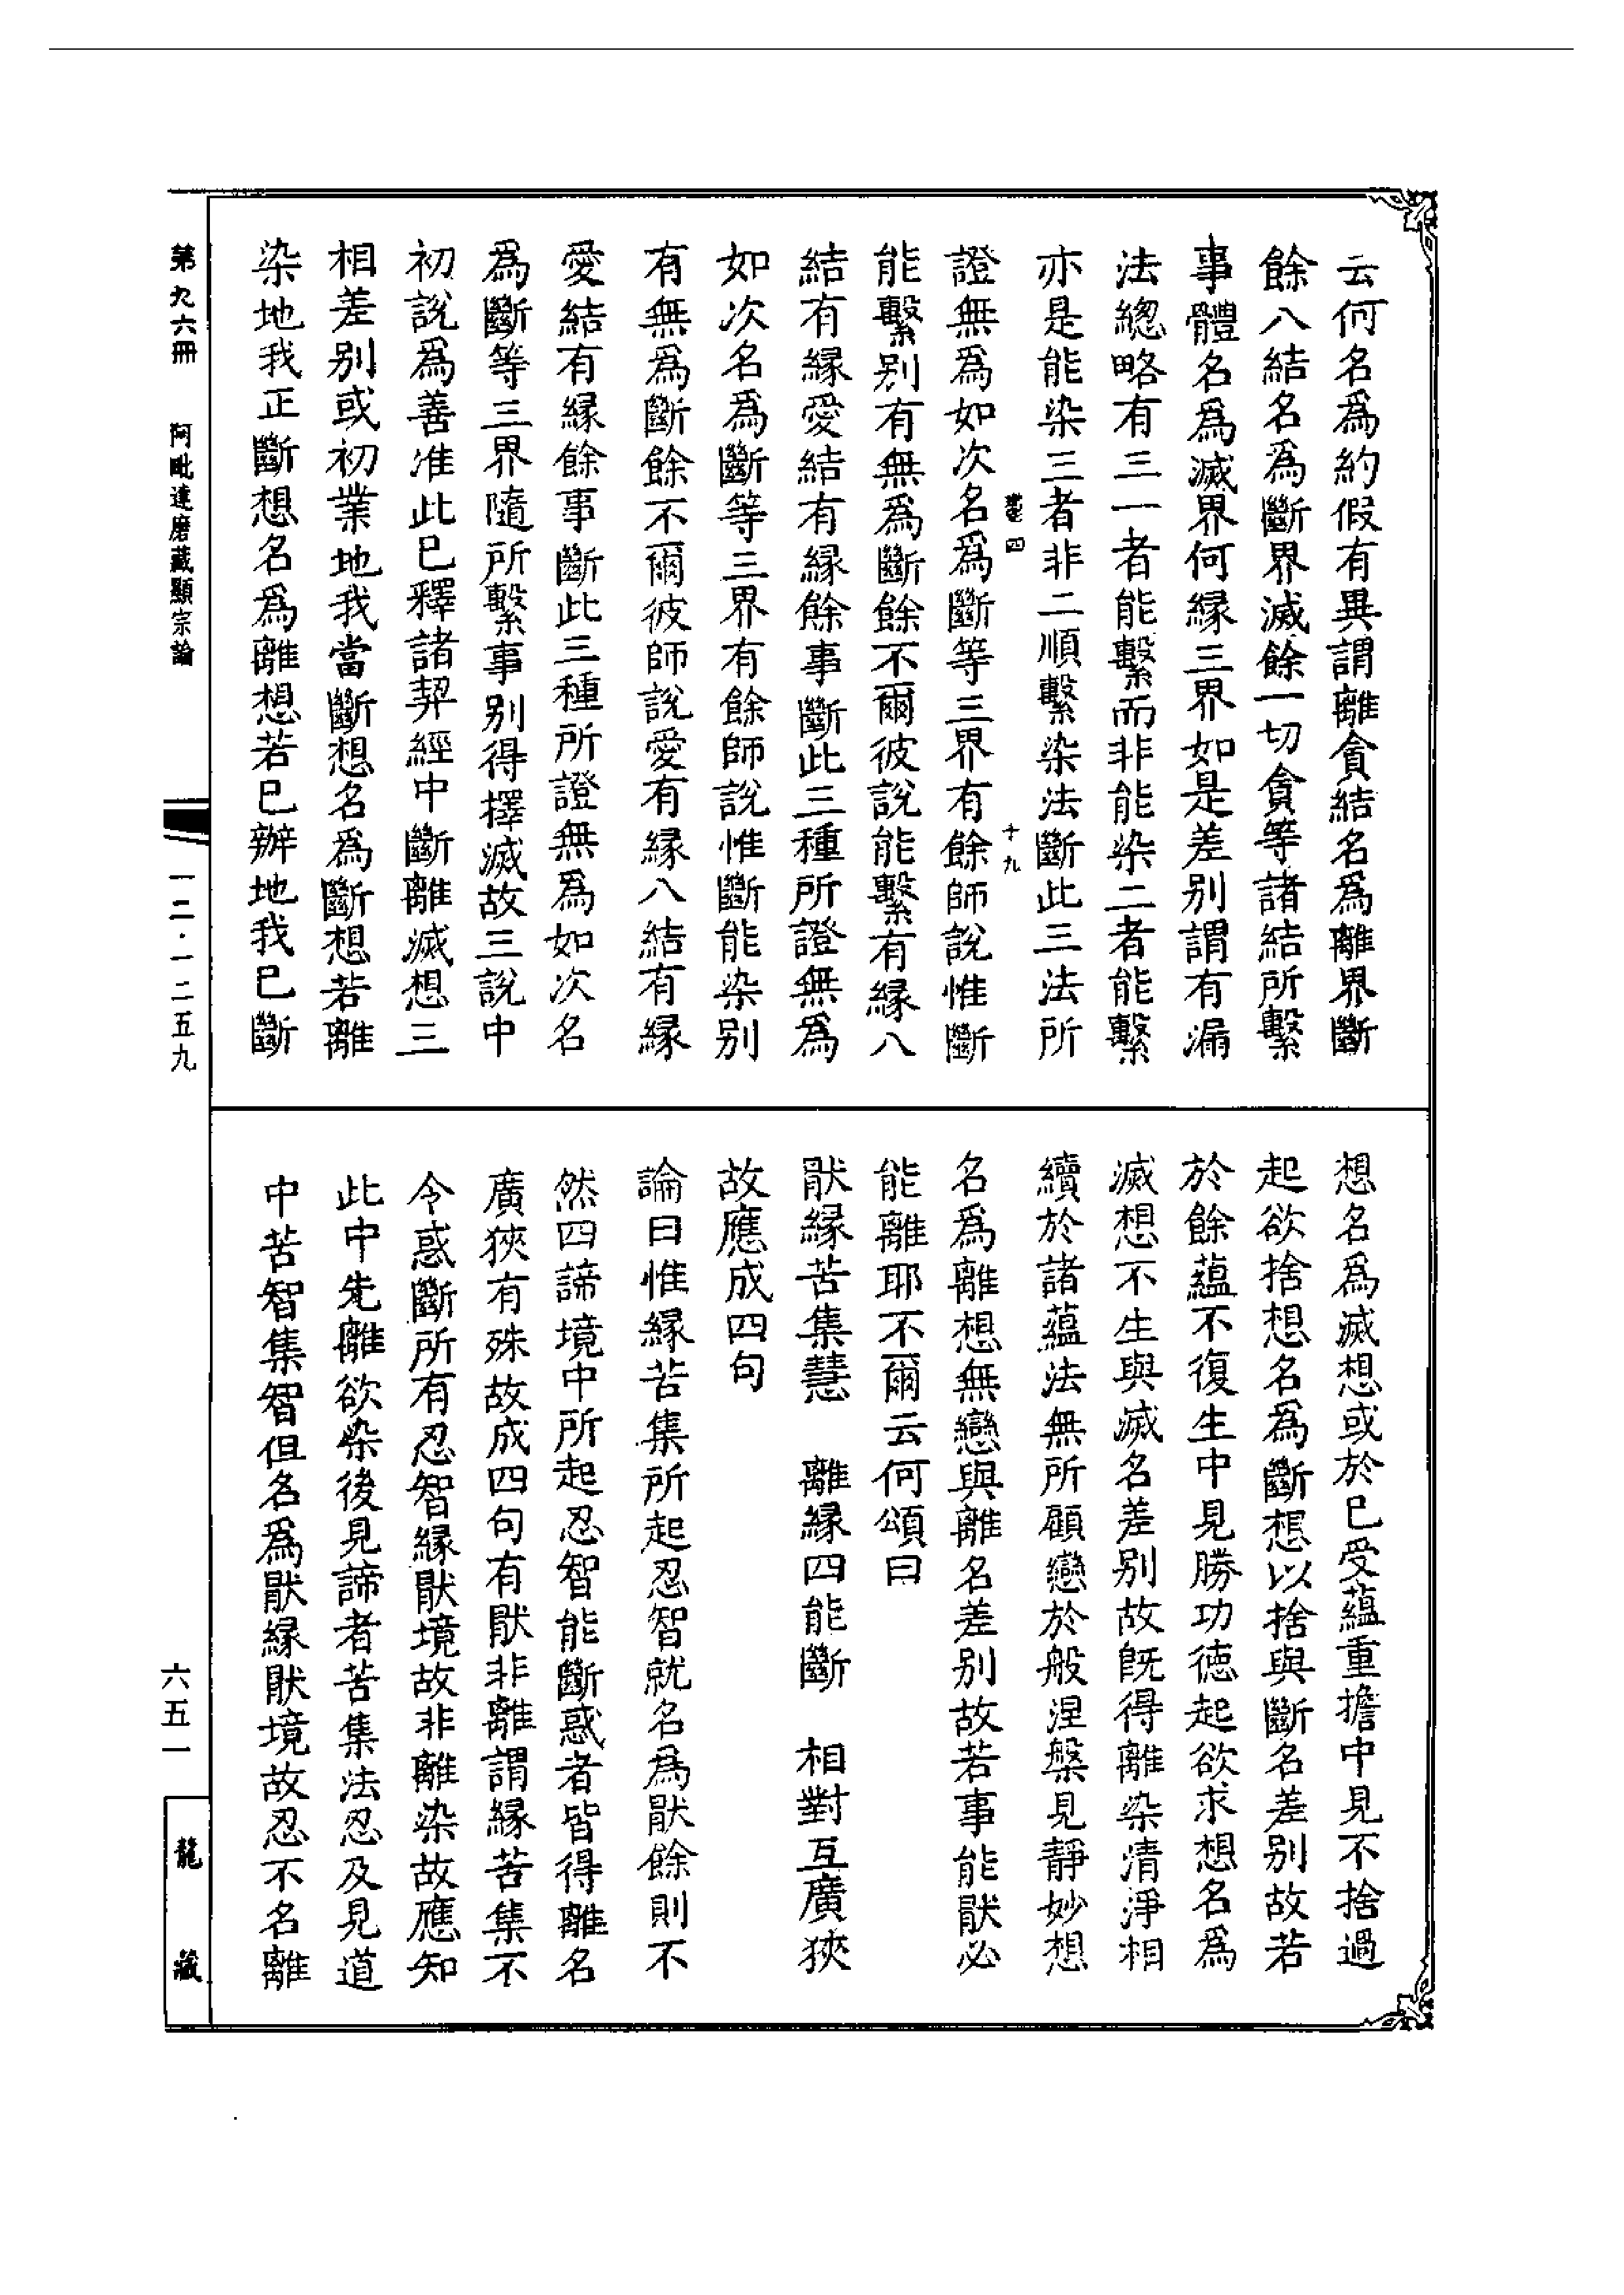 云何名為約假有異謂離貪結名為離界斷
餘八結名為斷界滅餘一切貪等諸結所繫
事體名為滅界何緣三界如是差別謂有漏
法總略有三一者能繫而非能染二者能繫
亦是能染三者非二順繫染法斷此三法所
四 十九
證無為如次名為斷等三界有餘師說惟斷
能繫別有無為斷餘不爾彼說能繫有緣八
結有緣愛結有緣餘事斷此三種所證無為
如次名為斷等三界有餘師說惟斷能染別
有無為斷餘不爾彼師說愛有緣八結有緣
愛結有緣餘事斷此三種所證無為如次名
為斷等三界隨所繫事別得擇滅故三說中
初說為善准此已釋諸契經中斷離滅想三
相差別或初業地我當斷想名為斷想若離
染地我正斷想名為離想若已辦地我已斷
想名為滅想或於已受蘊重擔中見不捨過
起欲捨想名為斷想以捨與斷名差別故若
於餘蘊不復生中見勝功德起欲求想名為
滅想不生與滅名差別故既得離染清淨相
續於諸蘊法無所顧戀於般涅槃見靜妙想
名為離想無戀與離名差別故若事能猒必
能離耶不爾云何頌曰
猒緣苦集慧　離緣四能斷　相對互廣狹
故應成四句
論曰惟緣苦集所起忍智就名為猒餘則不
然四諦境中所起忍智能斷惑者皆得離名
廣狹有殊故成四句有猒非離謂緣苦集不
令惑斷所有忍智緣猒境故非離染故應知
此中先離欲染後見諦者苦集法忍及見道
中苦智集智但名為猒緣猒境故忍不名離
第九六冊　阿毗達磨藏顯宗論　一二·一二五九
六五一
龍藏